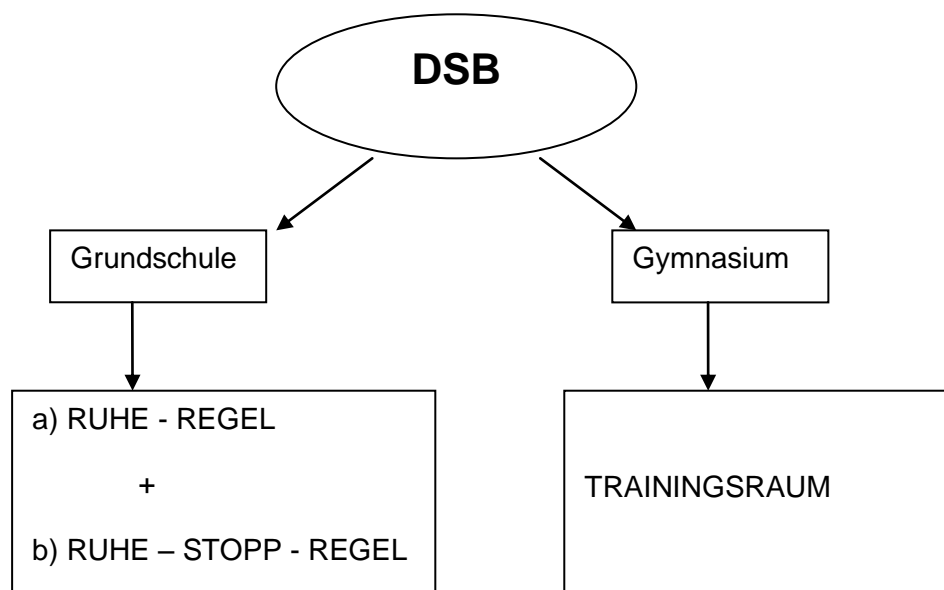 DSB
Grundschule
Gymnasium
a) RUHE - REGEL
+
b) RUHE – STOPP - REGEL
TRAININGSRAUM